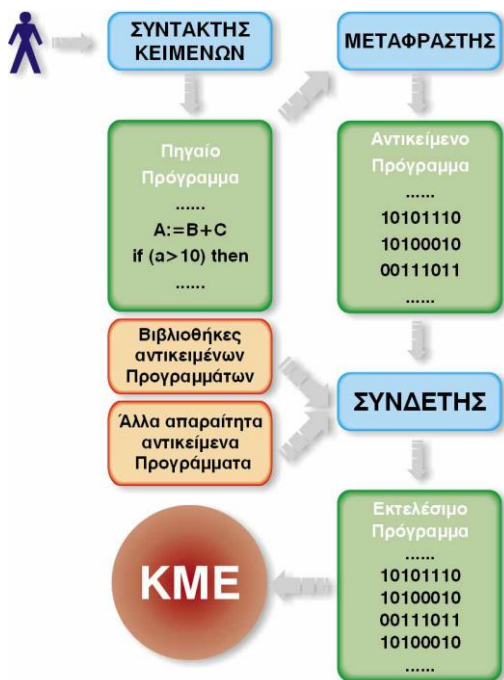 ΣΥΝΤΑΚΤΗΣ
ΚΕΙΜΕΝΩΝ
ΜΕΤΑΦΡΑΣΤΗΣ
Πηγαίο
Πρόγραμμα
......
A:=B+C
if (a>10) then
......
Αντικείμενο
Πρόγραμμα
......
10101110
10100010
00111011
......
Βιβλιοθήκες
αντικειμένων
Προγραμμάτων
Άλλα απαραίτητα
αντικείμενα
Προγράμματα
ΣΥΝΔΕΤΗΣ
Εκτελέσιμο
Πρόγραμμα
......
10101110
10100010
00111011
10100010
......
ΚΜΕ